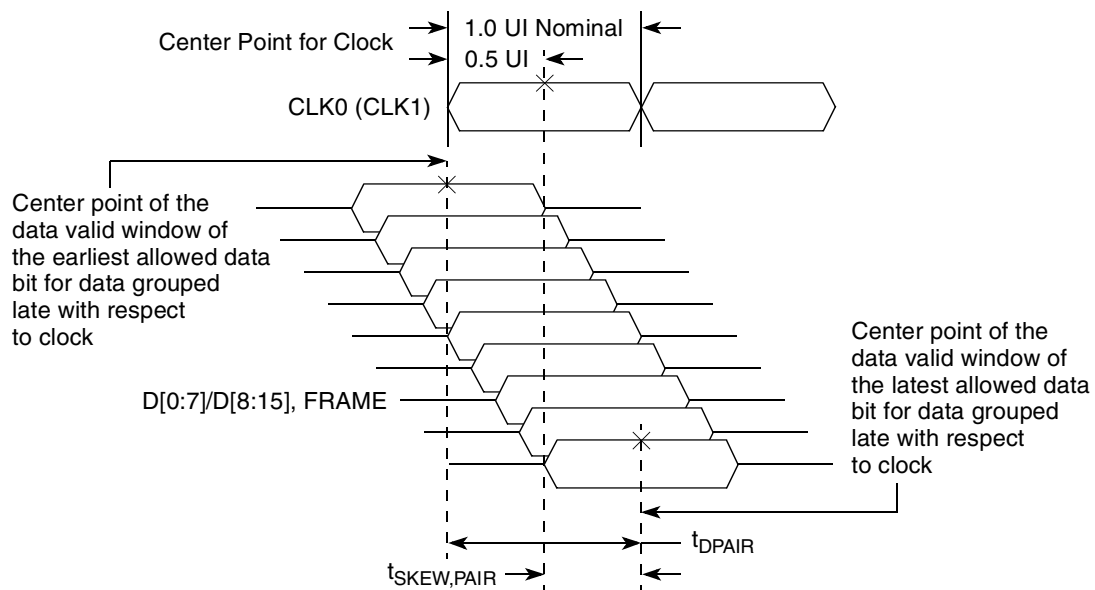 1.0 UI Nominal
Center Point for Clock
0.5 UI
CLK0 (CLK1)
Center point of the
data valid window of
the earliest allowed data
bit for data grouped
late with respect
to clock
Center point of the
data valid window of
the latest allowed data
bit for data grouped
late with respect
to clock
D[0:7]/D[8:15], FRAME
tDPAIR
tSKEW,PAIR